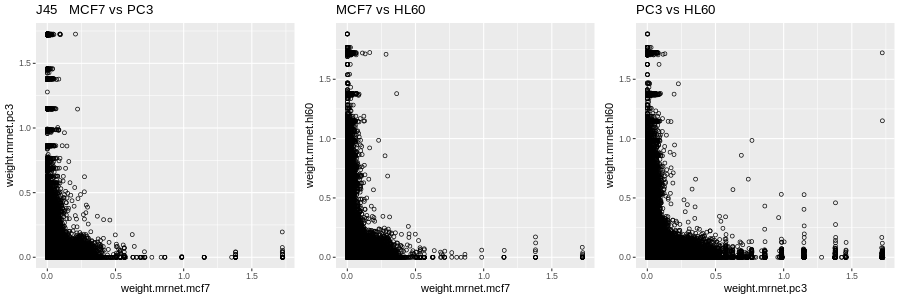 J45 MCF7 vs PC3
weight.mrnet.pc3
1.5
1.0
0.5
0.0
0.0 0.5 1.0 1.5
weight.mrnet.mcf7
MCF7 vs HL60
weight.mrnet.hl60
1.5
1.0
0.5
0.0
0.0 0.5 1.0 1.5
weight.mrnet.mcf7
PC3 vs HL60
weight.mrnet.hl60
1.5
1.0
0.5
0.0
0.0 0.5 1.0 1.5
weight.mrnet.pc3